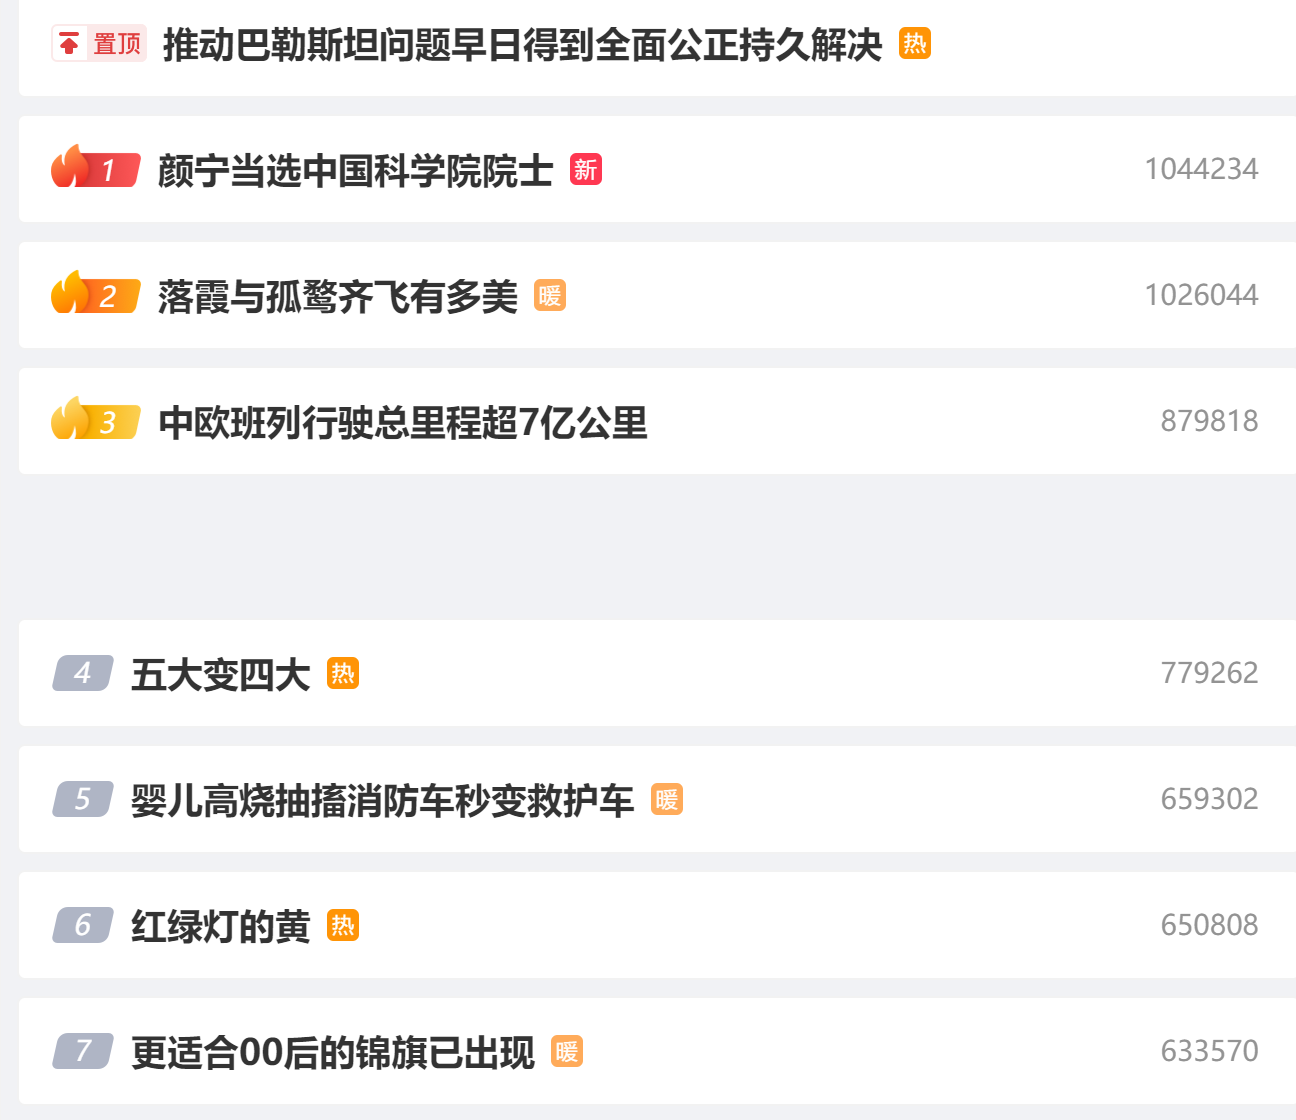 置顶 推动巴勒斯坦问题早日得到全面公正持久解决 热
1 颜宁当选中国科学院院士 新 1044234
2 落霞与孤鹜齐飞有多美 暖 1026044
3 中欧班列行驶总里程超7亿公里 879818
4 五大变四大 热 779262
5 婴儿高烧抽搐消防车秒变救护车 暖 659302
6 红绿灯的黄 热 650808
7 更适合00后的锦旗已出现 暖 633570